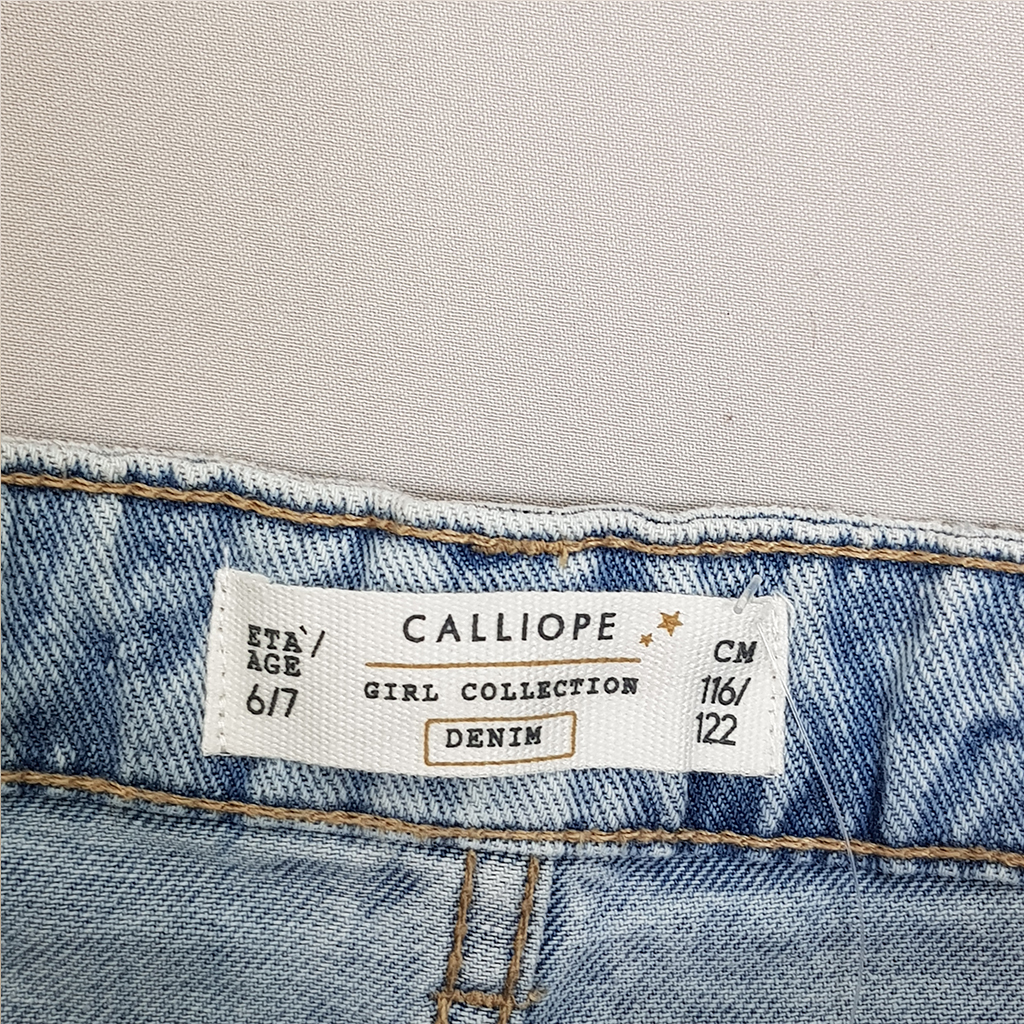 CALLIOPE
GIRL COLLECTION
DENIM
ETA'/
AGE
6/7
CM
116/
122